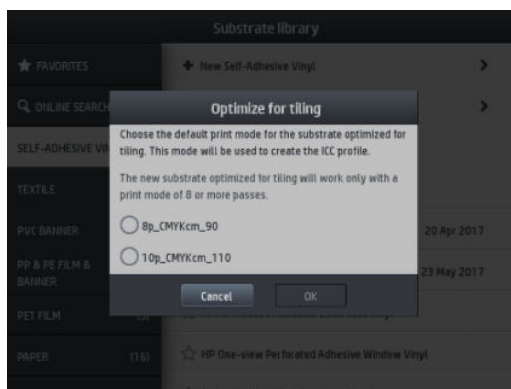 Substrate library
FAVORITES
New Self-Adhesive Vinyl
ONLINE SEARCH
Optimize for tiling
Choose the default print mode for the substrate optimized for
tiling. This mode will be used to create the ICC profile.
SELF-ADHESIVE VIN
The new substrate optimized for tiling will work only with a
print mode of 8 or more passes.
TEXTILE
8p_CMYKcm_90
PVC BANNER
20 Apr 2017
10p_CMYKcm_110
PP & PE FILM &
BANNER
23 May 2017
Cancel
OK
PET FILM
PAPER (16)
HP One-view Perforated Adhesive Window Vinyl